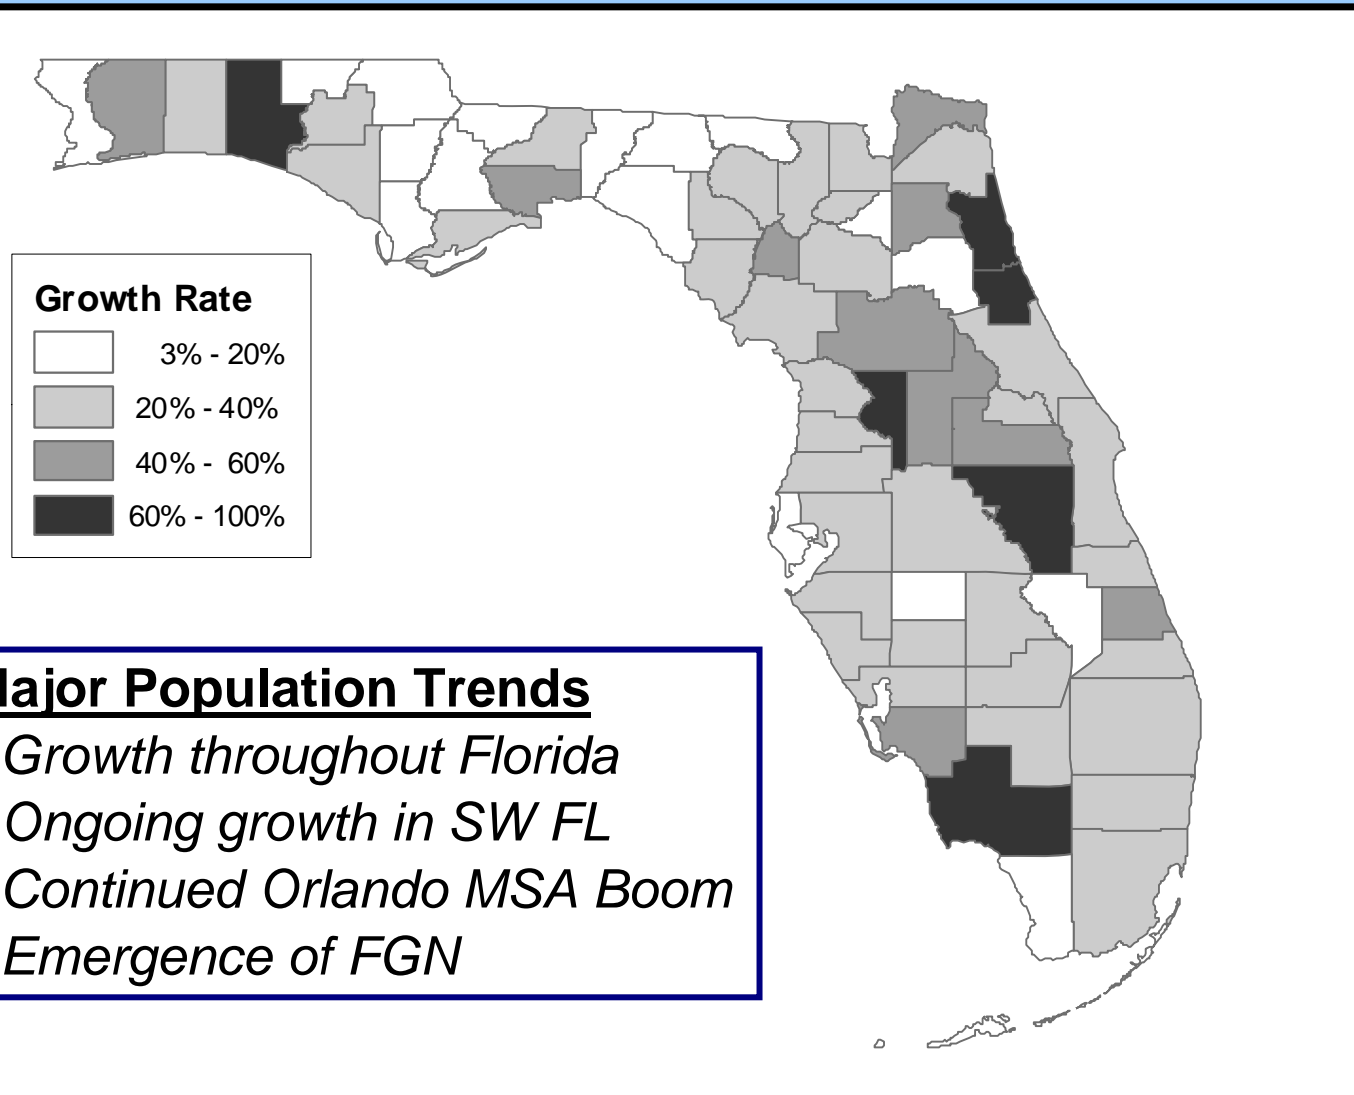 Growth Rate
3% - 20%
20% - 40%
40% - 60%
60% - 100%
Population Trends
Growth throughout Florida
Ongoing growth in SW FL
Continued Orlando MSA Boom
Emergence of FGN